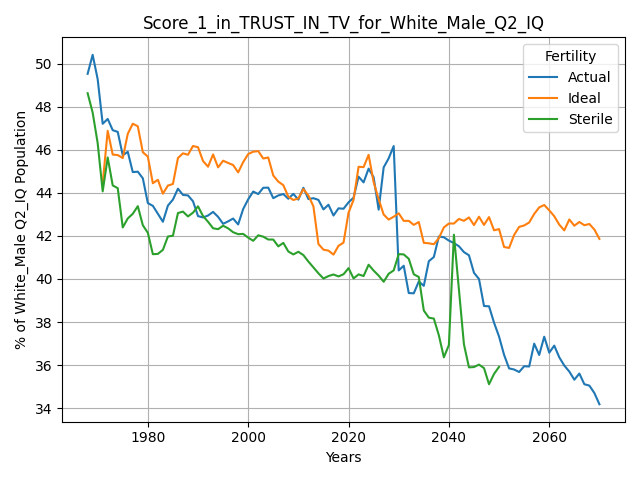 Score_1_in_TRUST_IN_TV_for_White_Male_Q2_IQ
% of White_Male Q2_IQ Population
50
48
46
44
42
40
38
36
34
Fertility
Actual
Ideal
Sterile
1980
2000
2020
2040
2060
Years